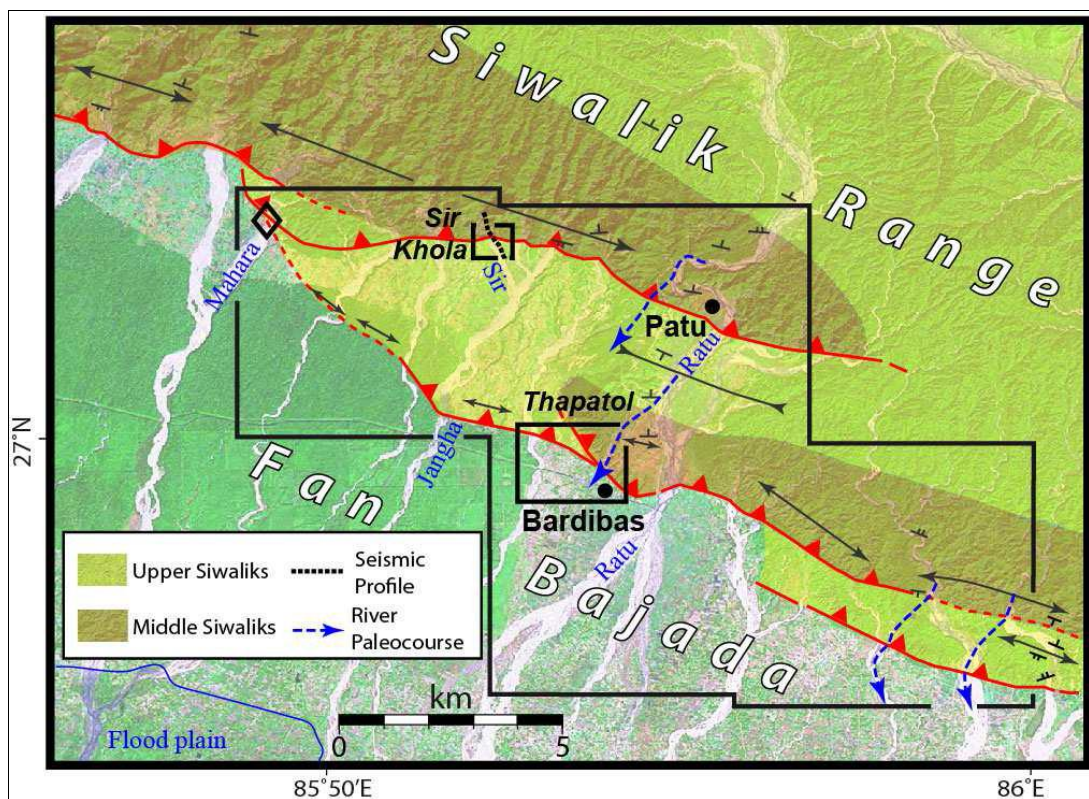 Siwalik
Range
Sir
Khola
Sir
Mahara
Patu
Ratu
Thapatol
27°N
Jangha
Fan
Bardibas
Ratu
Bajada
Upper Siwaliks
Seismic
Profile
Middle Siwaliks
River
Paleocourse
km
0
5
Flood plain
85°50'
86°E